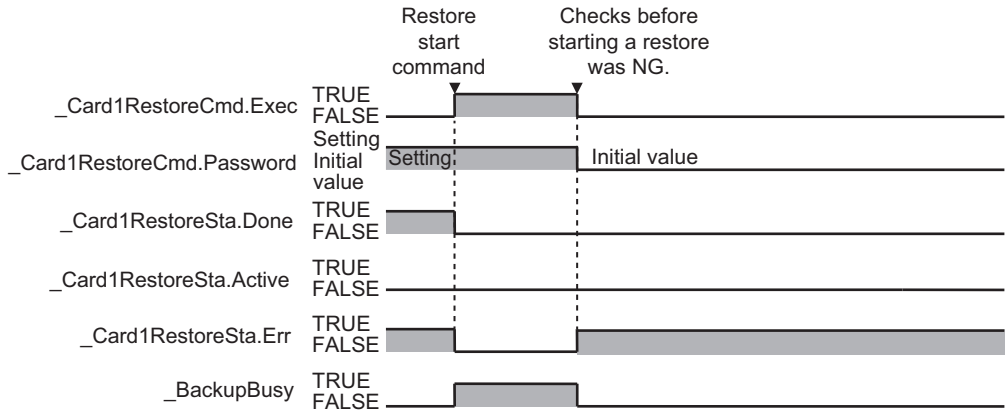 Restore
start
command
Checks before
starting a restore
was NG.
_Card1RestoreCmd.Exec
TRUE
FALSE
_Card1RestoreCmd.Password
Setting
Initial
value
Setting
Initial value
_Card1RestoreSta.Done
TRUE
FALSE
_Card1RestoreSta.Active
TRUE
FALSE
_Card1RestoreSta.Err
TRUE
FALSE
_BackupBusy
TRUE
FALSE